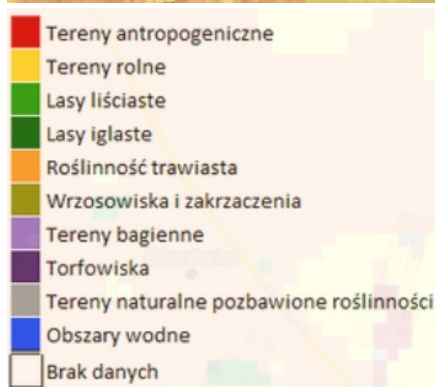 Tereny antropogeniczne
Tereny rolne
Lasy liściaste
Lasy iglaste
Roślinność trawiasta
Wrzosowiska i zakrzaczenia
Tereny bagienne
Torfowiska
Tereny naturalne pozbawione roślinności
Obszary wodne
Brak danych